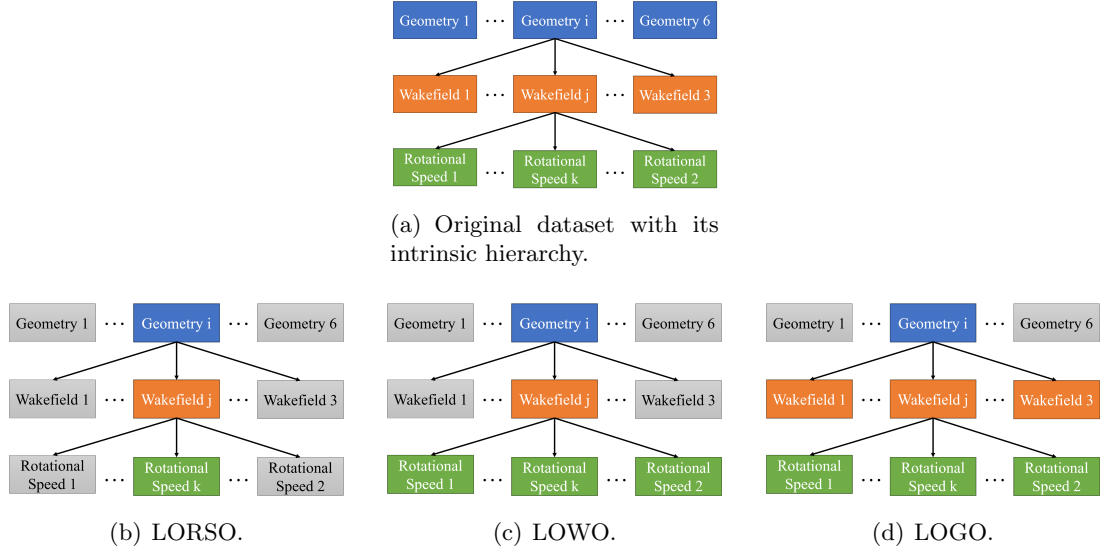 Geometry 1 ... Geometry i ... Geometry 6
Wakefield 1 ... Wakefield j ... Wakefield 3
Rotational Speed 1 ... Rotational Speed k ... Rotational Speed 2
(a) Original dataset with its
intrinsic hierarchy.
Geometry 1 ... Geometry i ... Geometry 6
Wakefield 1 ... Wakefield j ... Wakefield 3
Rotational Speed 1 ... Rotational Speed k ... Rotational Speed 2
(b) LORSO.
Geometry 1 ... Geometry i ... Geometry 6
Wakefield 1 ... Wakefield j ... Wakefield 3
Rotational Speed 1 ... Rotational Speed k ... Rotational Speed 2
(c) LOWO.
Geometry 1 ... Geometry i ... Geometry 6
Wakefield 1 ... Wakefield j ... Wakefield 3
Rotational Speed 1 ... Rotational Speed k ... Rotational Speed 2
(d) LOGO.